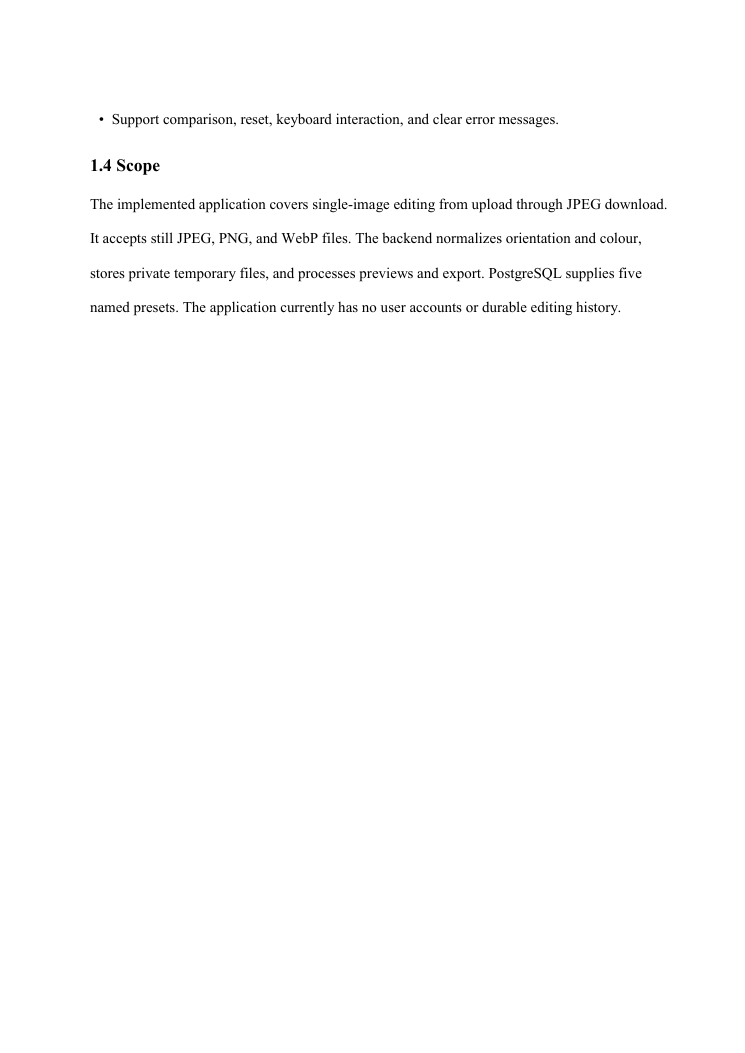 • Support comparison, reset, keyboard interaction, and clear error messages.
1.4 Scope
The implemented application covers single-image editing from upload through JPEG download.
It accepts still JPEG, PNG, and WebP files. The backend normalizes orientation and colour,
stores private temporary files, and processes previews and export. PostgreSQL supplies five
named presets. The application currently has no user accounts or durable editing history.